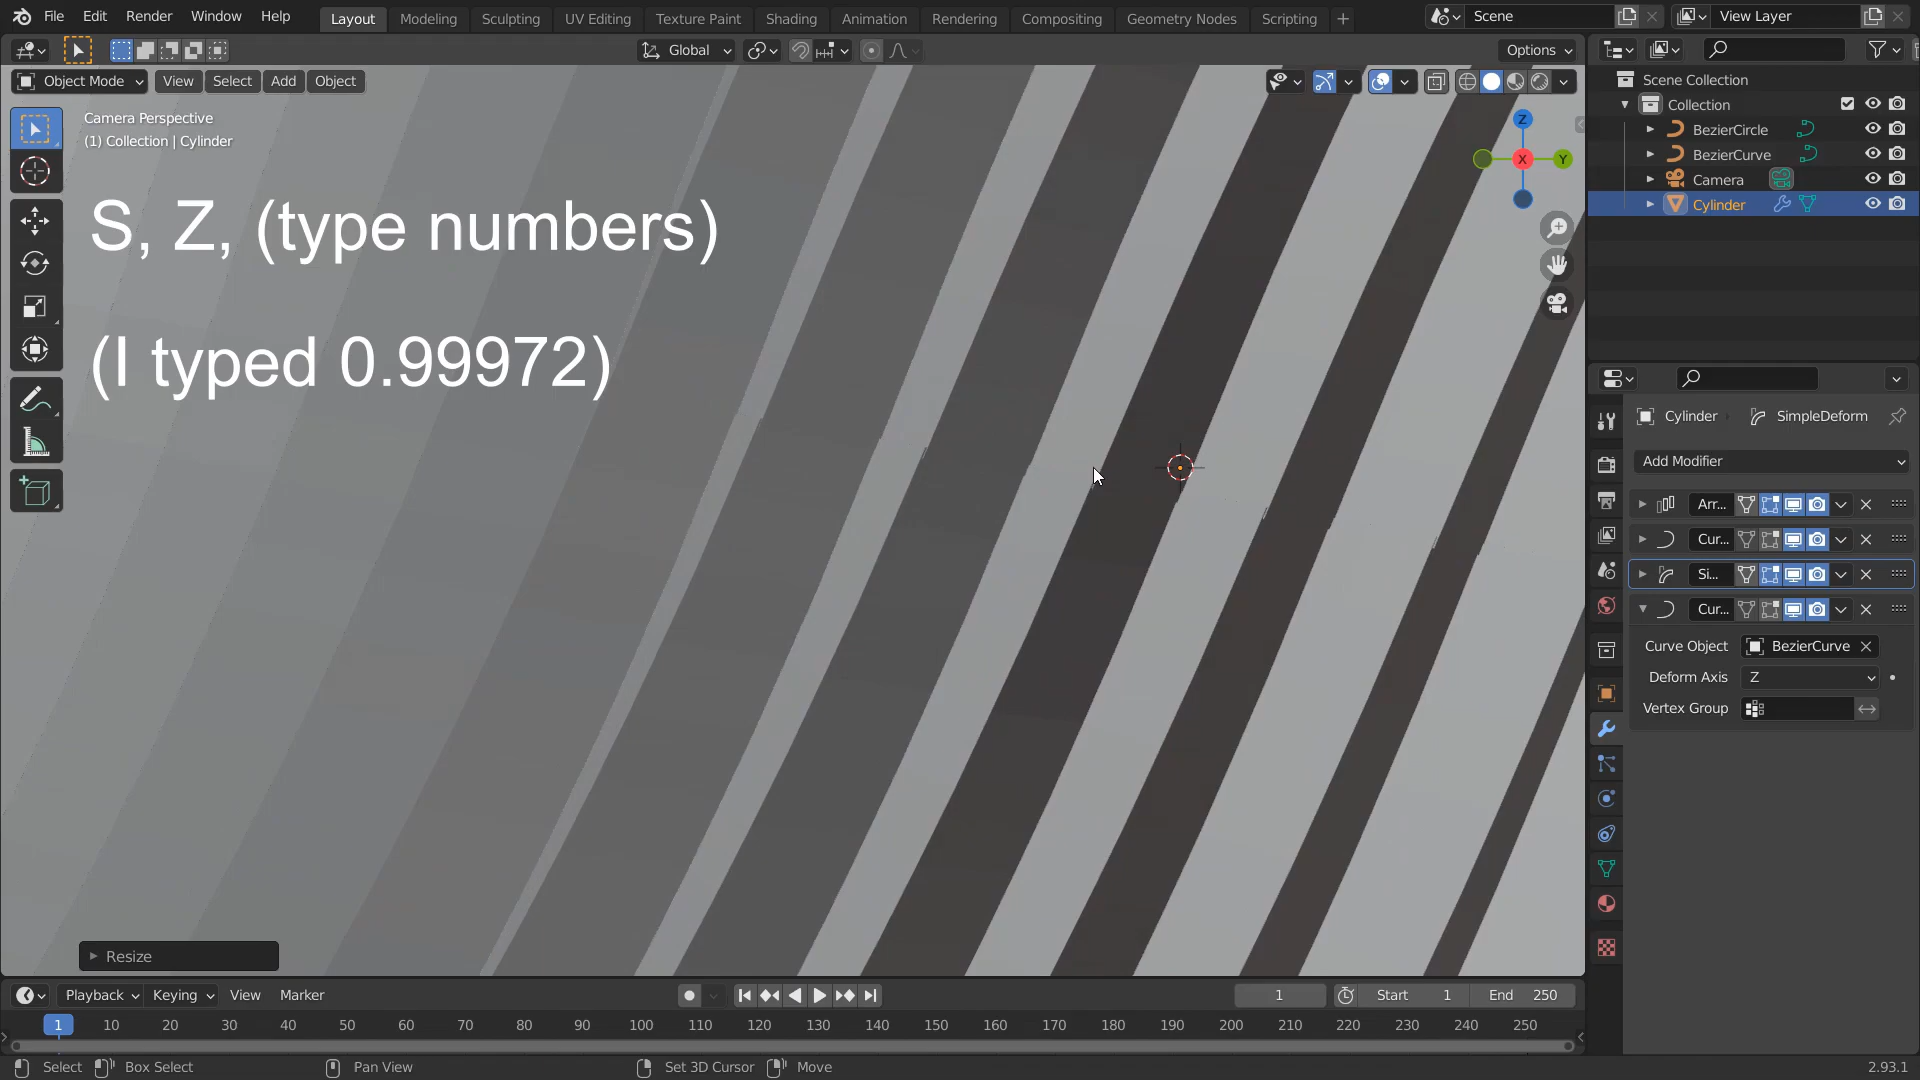 File Edit Render Window Help Layout Modeling Sculpting UV Editing Texture Paint Shading Animation Rendering Compositing Geometry Nodes Scripting + Scene View Layer
Global Options
Object Mode View Select Add Object
Camera Perspective
(1) Collection | Cylinder
S, Z, (type numbers)
(I typed 0.99972)
Z
X
Y
Resize
Scene Collection
Collection
BezierCircle
BezierCurve
Camera
Cylinder
Cylinder SimpleDeform
Add Modifier
Arr...
Cur...
Si...
Cur...
Curve Object BezierCurve
Deform Axis Z
Vertex Group
Playback Keying View Marker 1 Start 1 End 250
1 10 20 30 40 50 60 70 80 90 100 110 120 130 140 150 160 170 180 190 200 210 220 230 240 250
Select Box Select Pan View Set 3D Cursor Move 2.93.1